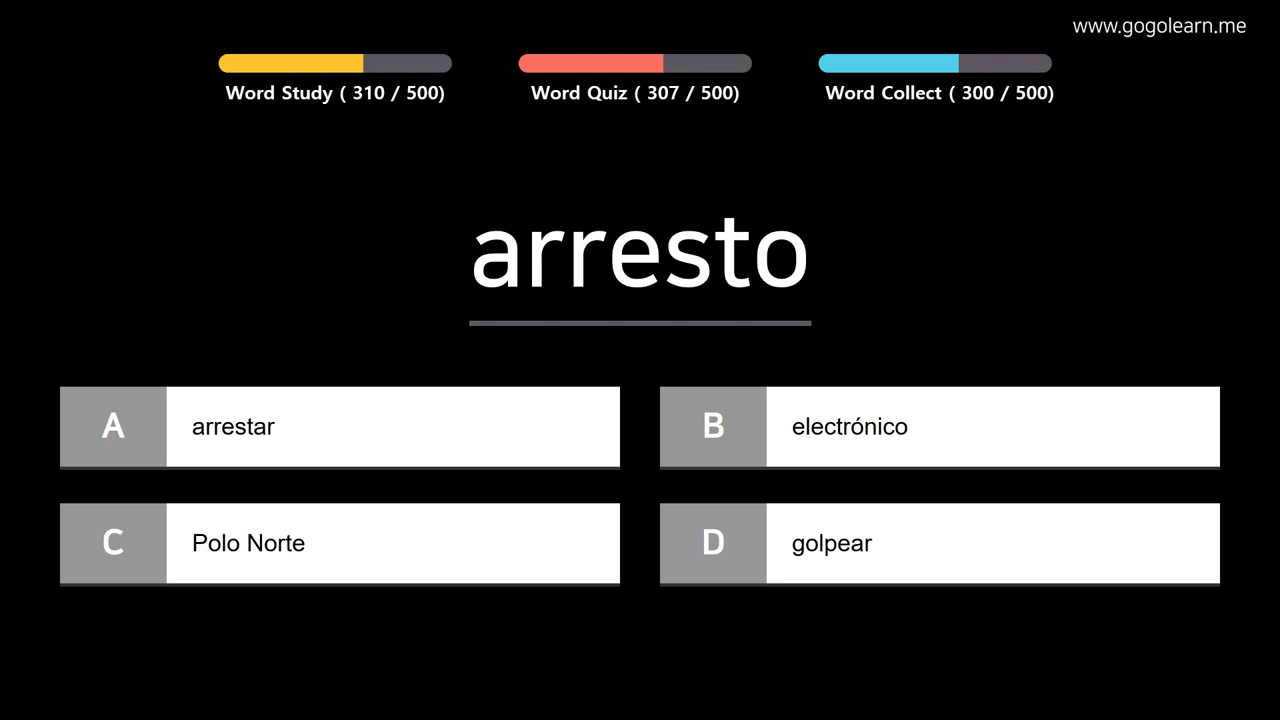 www.gogolearn.me
Word Study ( 310 / 500)
Word Quiz ( 307 / 500)
Word Collect ( 300 / 500)
arresto
A arrestar
B electrónico
C Polo Norte
D golpear